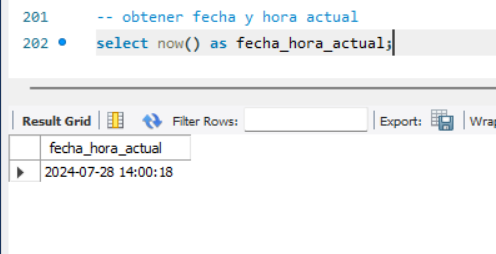 201 -- obtener fecha y hora actual
202 select now() as fecha_hora_actual;
Result Grid Filter Rows: Export:
fecha_hora_actual
2024-07-28 14:00:18